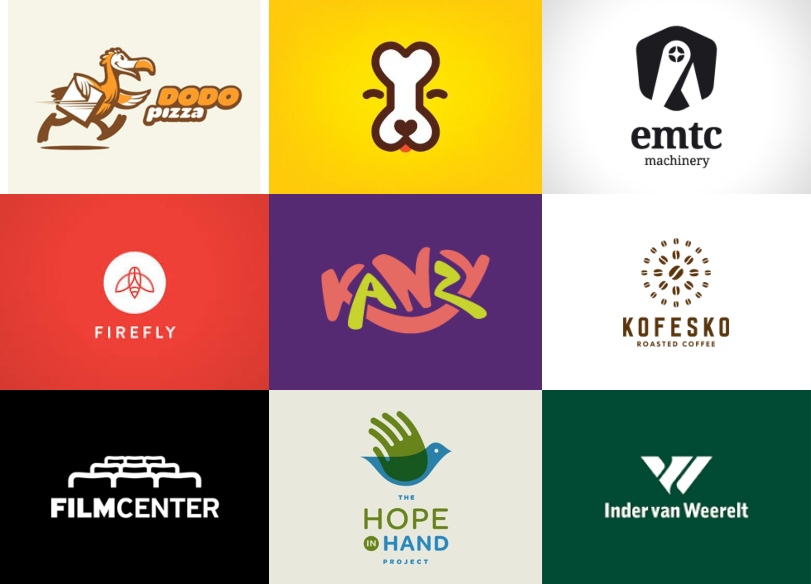 DODO
pizza
emtc
machinery
FIREFLY
KANZY
KOFESKO
ROASTED COFFEE
FILMCENTER
THE
HOPE
IN HAND
PROJECT
Inder van Weerelt